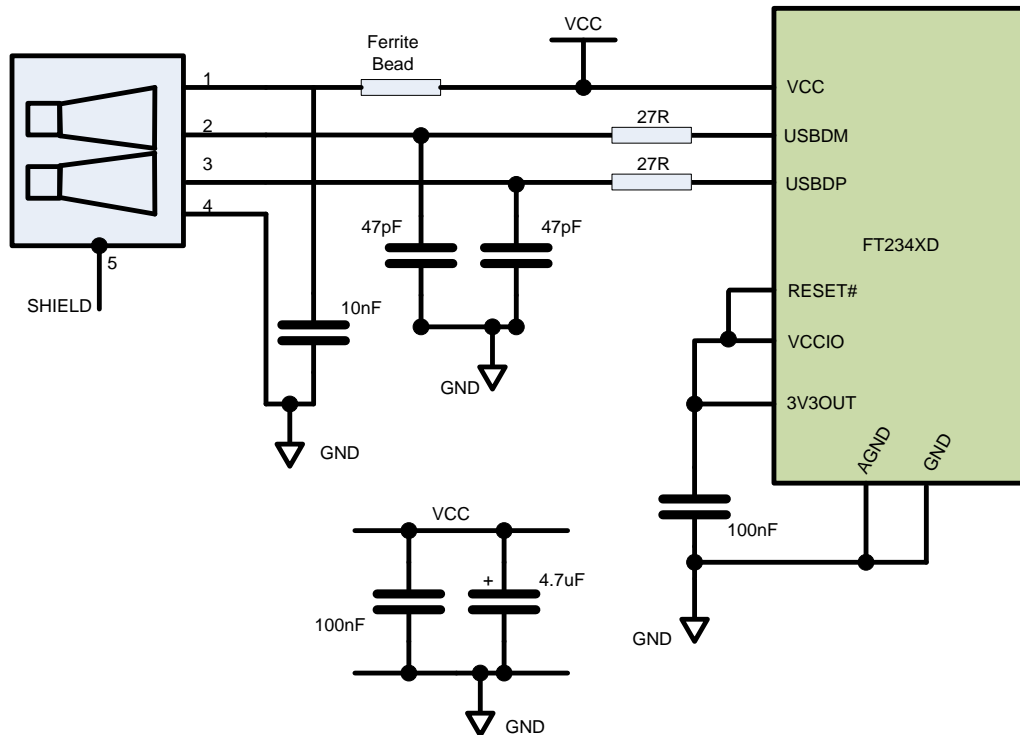 VCC
Ferrite
Bead
1
VCC
27R
2
USBDM
27R
3
USBDP
4
47pF
47pF
FT234XD
5
SHIELD
RESET#
10nF
VCCIO
GND
3V3OUT
GND
AGND
GND
VCC
100nF
+
4.7uF
100nF
GND
GND